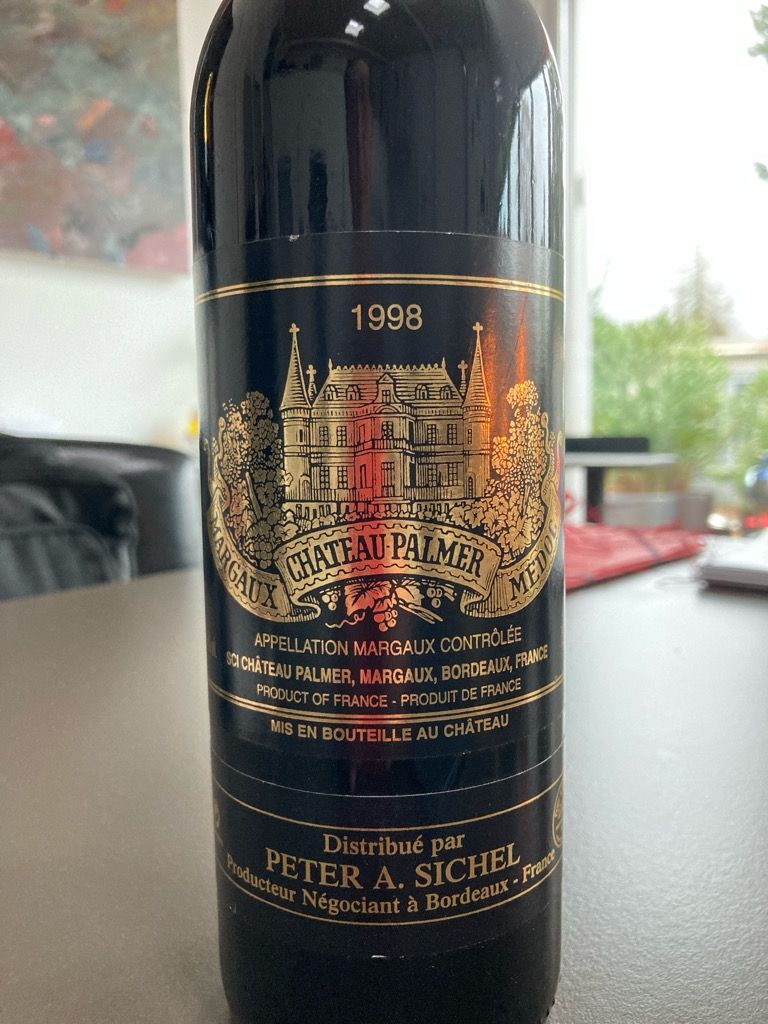 1998
CHATEAU·PALMER
MARGAUX
MÉDOC
APPELLATION MARGAUX CONTRÔLÉE
SCI CHÂTEAU PALMER, MARGAUX, BORDEAUX, FRANCE
PRODUCT OF FRANCE - PRODUIT DE FRANCE
MIS EN BOUTEILLE AU CHÂTEAU
Distribué par
PETER A. SICHEL
Producteur Négociant à Bordeaux - France